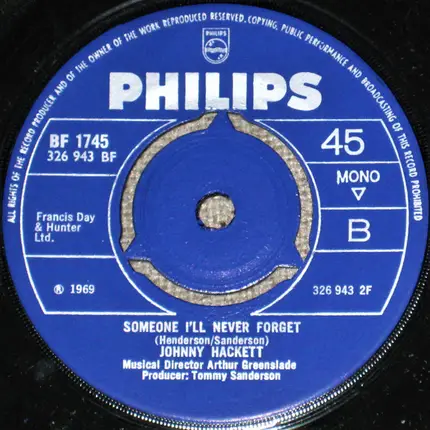 ALL RIGHTS OF THE RECORD PRODUCER AND OF THE OWNER OF THE WORK REPRODUCED RESERVED. COPYING, PUBLIC PERFORMANCE AND BROADCASTING OF THIS RECORD PROHIBITED
PHILIPS
PHILIPS
BF 1745
326 943 BF
45
MONO
Francis Day
& Hunter
Ltd.
B
℗ 1969
326 943 2F
SOMEONE I'LL NEVER FORGET
(Henderson/Sanderson)
JOHNNY HACKETT
Musical Director Arthur Greenslade
Producer: Tommy Sanderson